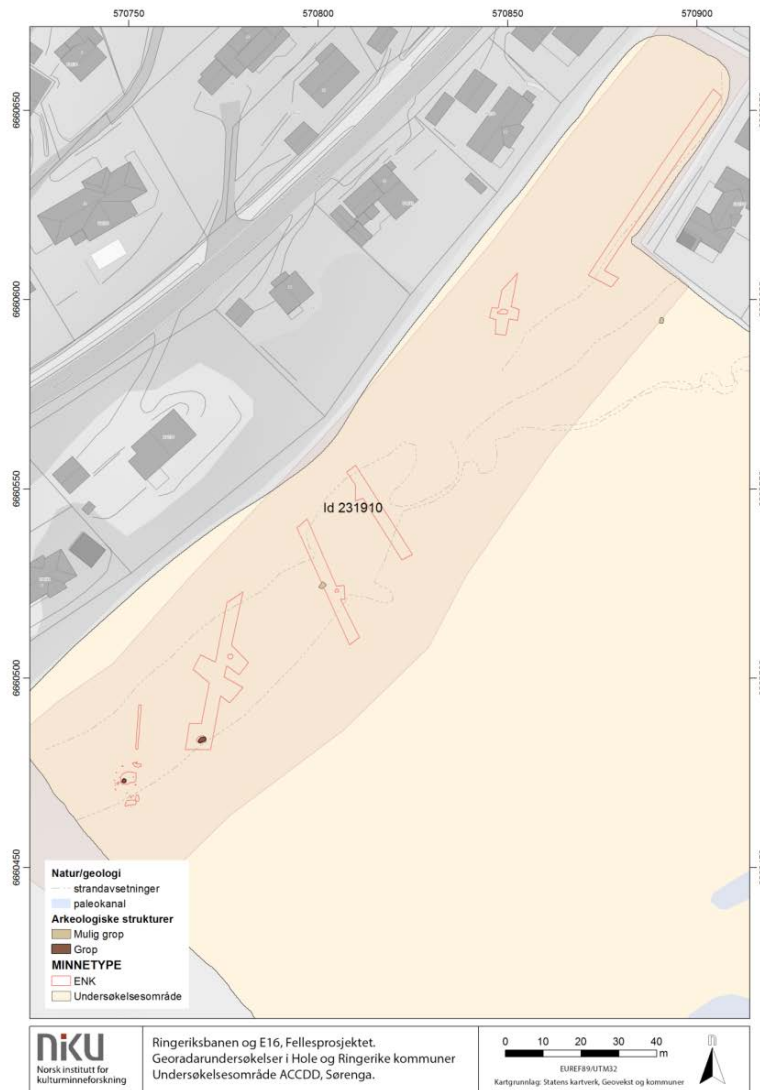 570750 570800 570850 570900
6660650
6660600
6660550
Id 231910
6660500
6660450
Natur/geologi
strandavsetninger
paleokanal
Arkeologiske strukturer
Mulig grop
Grop
MINNETYPE
ENK
Undersøkelsesområde
niku
Norsk institutt for
kulturminneforskning
Ringeriksbanen og E16, Fellesprosjektet.
Georadarundersøkelser i Hole og Ringerike kommuner
Undersøkelsesområde ACCDD, Sørenga.
0 10 20 30 40
m
EUREF89/UTM32
Kartgrunnlag: Statens kartverk, Geovekst og kommuner
n